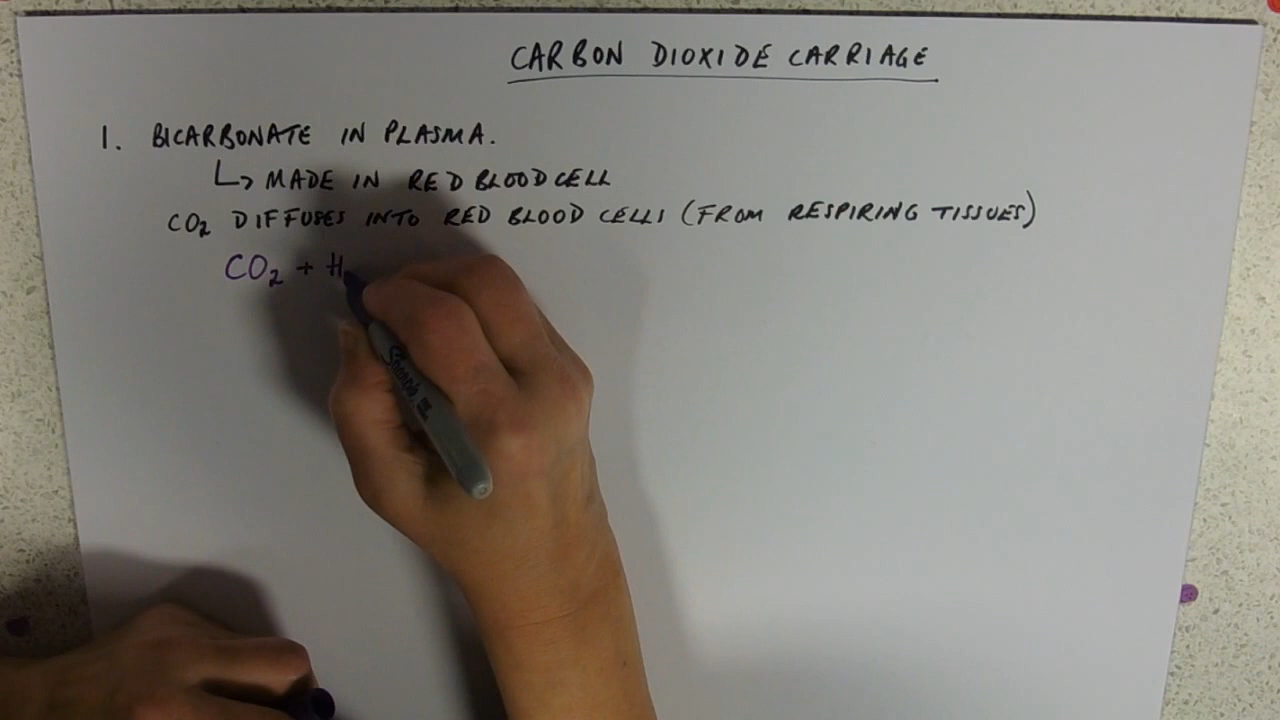 CARBON DIOXIDE CARRIAGE
1. BICARBONATE IN PLASMA.
↳ MADE IN RED BLOOD CELL
CO₂ DIFFUSES INTO RED BLOOD CELLS (FROM RESPIRING TISSUES)
CO₂ + H
Sharpie